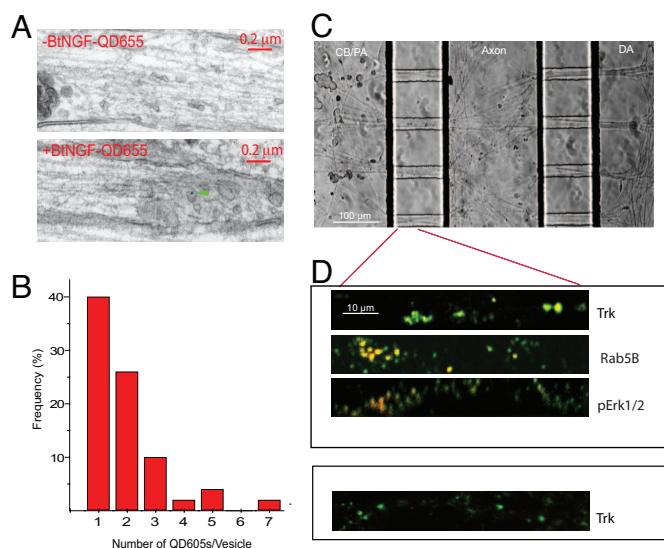 A
-BtNGF-QD655
0.2 µm
+BtNGF-QD655
0.2 µm
B
Frequency (%)
40
30
20
10
1 2 3 4 5 6 7
Number of QD605s/Vesicle
C
CB/PA
Axon
DA
100 µm
D
10 µm
Trk
Rab5B
pErk1/2
Trk